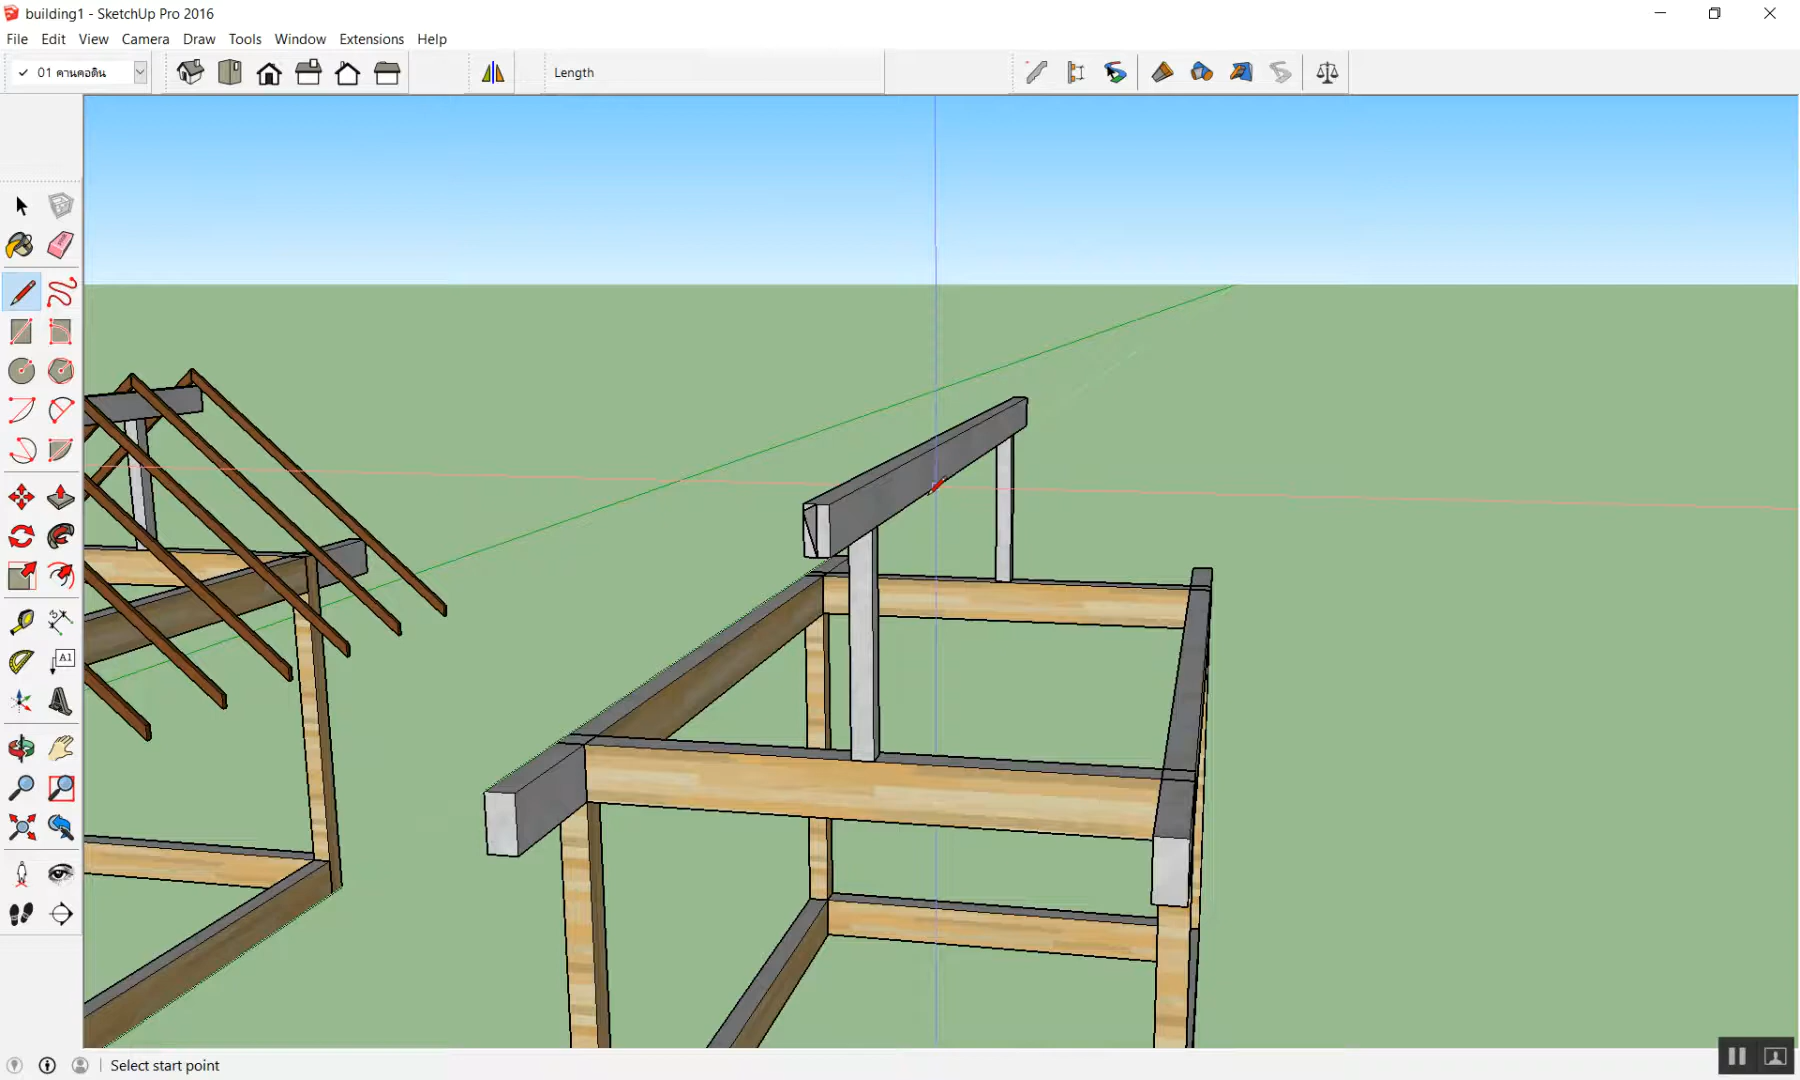 building1 - SketchUp Pro 2016
File Edit View Camera Draw Tools Window Extensions Help
01 คานคอดิน
Length
A1
Select start point